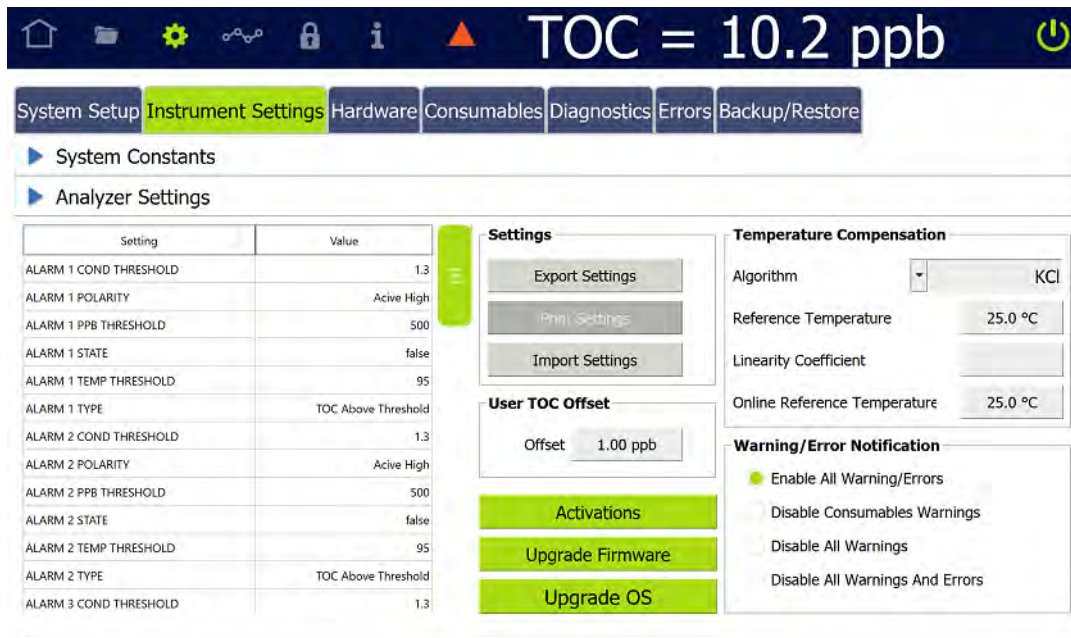 TOC = 10.2 ppb
System Setup Instrument Settings Hardware Consumables Diagnostics Errors Backup/Restore
System Constants
Analyzer Settings
Setting Value
ALARM 1 COND THRESHOLD 1.3
ALARM 1 POLARITY Acive High
ALARM 1 PPB THRESHOLD 500
ALARM 1 STATE false
ALARM 1 TEMP THRESHOLD 95
ALARM 1 TYPE TOC Above Threshold
ALARM 2 COND THRESHOLD 1.3
ALARM 2 POLARITY Acive High
ALARM 2 PPB THRESHOLD 500
ALARM 2 STATE false
ALARM 2 TEMP THRESHOLD 95
ALARM 2 TYPE TOC Above Threshold
ALARM 3 COND THRESHOLD 1.3
Settings
Export Settings
Print Settings
Import Settings
User TOC Offset
Offset 1.00 ppb
Activations
Upgrade Firmware
Upgrade OS
Temperature Compensation
Algorithm KCl
Reference Temperature 25.0 °C
Linearity Coefficient
Online Reference Temperature 25.0 °C
Warning/Error Notification
Enable All Warning/Errors
Disable Consumables Warnings
Disable All Warnings
Disable All Warnings And Errors